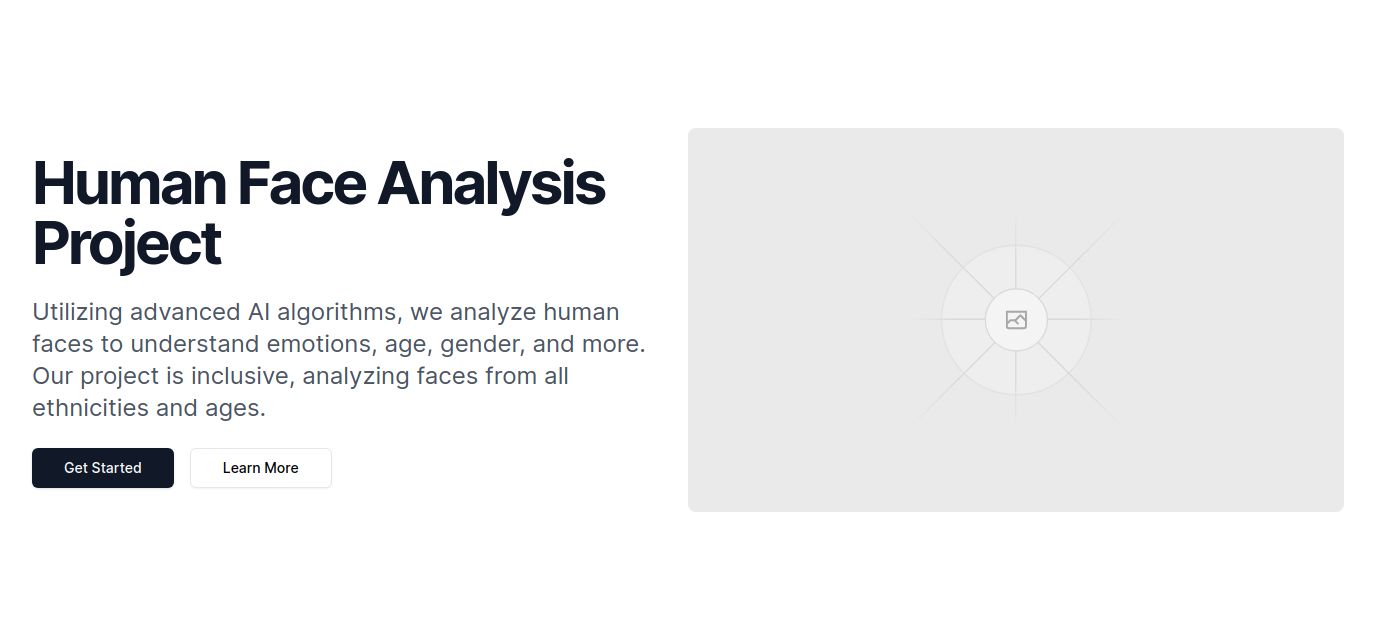 Human Face Analysis
Project
Utilizing advanced AI algorithms, we analyze human
faces to understand emotions, age, gender, and more.
Our project is inclusive, analyzing faces from all
ethnicities and ages.
Get Started
Learn More